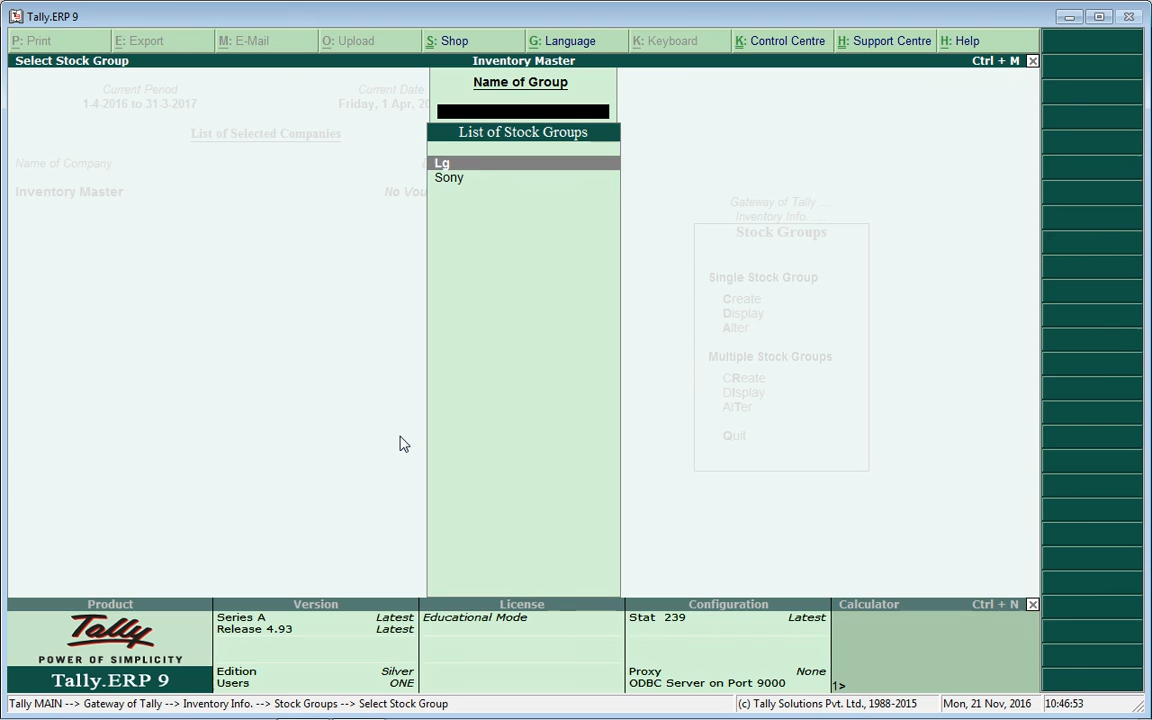 Tally.ERP 9
P: Print
E: Export
M: E-Mail
O: Upload
S: Shop
G: Language
K: Keyboard
K: Control Centre
H: Support Centre
H: Help
Select Stock Group
Inventory Master
Ctrl + M
Current Period
1-4-2016 to 31-3-2017
Current Date
Friday, 1 Apr, 20
List of Selected Companies
Name of Company
Inventory Master
No Vou
Name of Group
List of Stock Groups
Lg
Sony
Gateway of Tally ....
Inventory Info. ......
Stock Groups
Single Stock Group
Create
Display
Alter
Multiple Stock Groups
CReate
DIsplay
AlTer
Quit
Product
Tally
POWER OF SIMPLICITY
Tally.ERP 9
Version
Series A Latest
Release 4.93 Latest
Edition Silver
Users ONE
License
Educational Mode
Configuration
Stat 239 Latest
Proxy None
ODBC Server on Port 9000
Calculator Ctrl + N
1>
Tally MAIN --> Gateway of Tally --> Inventory Info. --> Stock Groups --> Select Stock Group
(c) Tally Solutions Pvt. Ltd., 1988-2015
Mon, 21 Nov, 2016
10:46:53